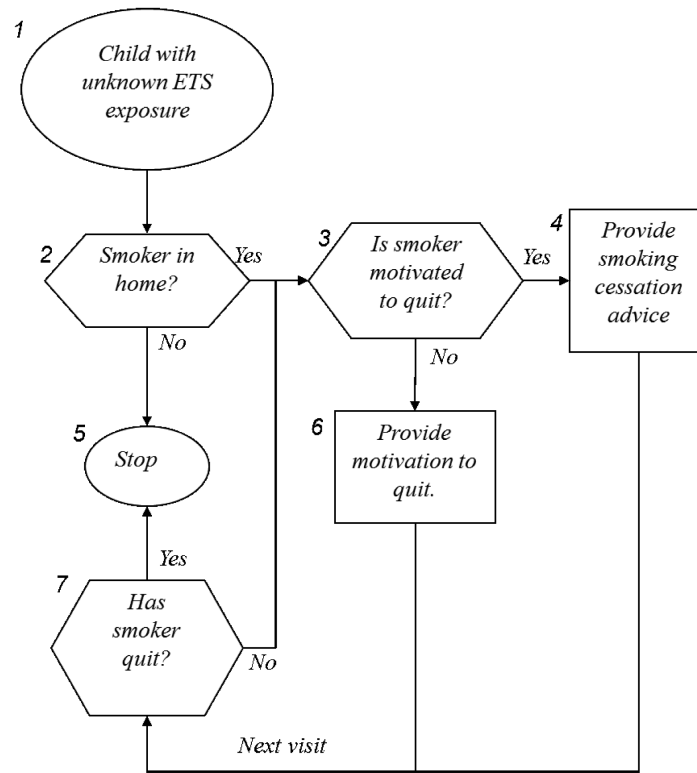 1
Child with
unknown ETS
exposure
2
Smoker in
home?
Yes
No
3
Is smoker
motivated
to quit?
Yes
No
4
Provide
smoking
cessation
advice
5
Stop
6
Provide
motivation to
quit.
7
Has
smoker
quit?
Yes
No
Next visit